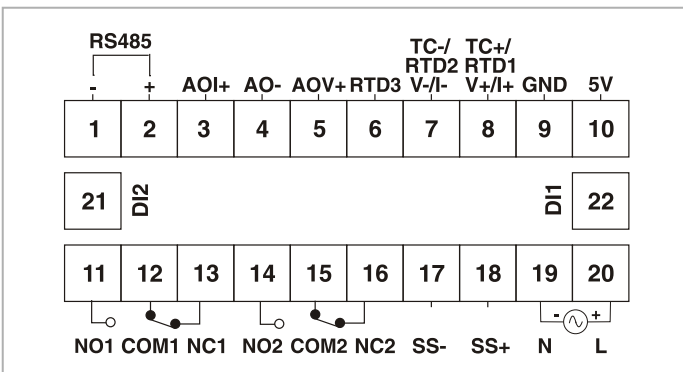 RS485
TC-/ TC+/
RTD2 RTD1
- + AOI+ AO- AOV+ RTD3 V-/I- V+/I+ GND 5V
1 2 3 4 5 6 7 8 9 10
21 DI2 DI1 22
11 12 13 14 15 16 17 18 19 20
- +
NO1 COM1 NC1 NO2 COM2 NC2 SS- SS+ N L